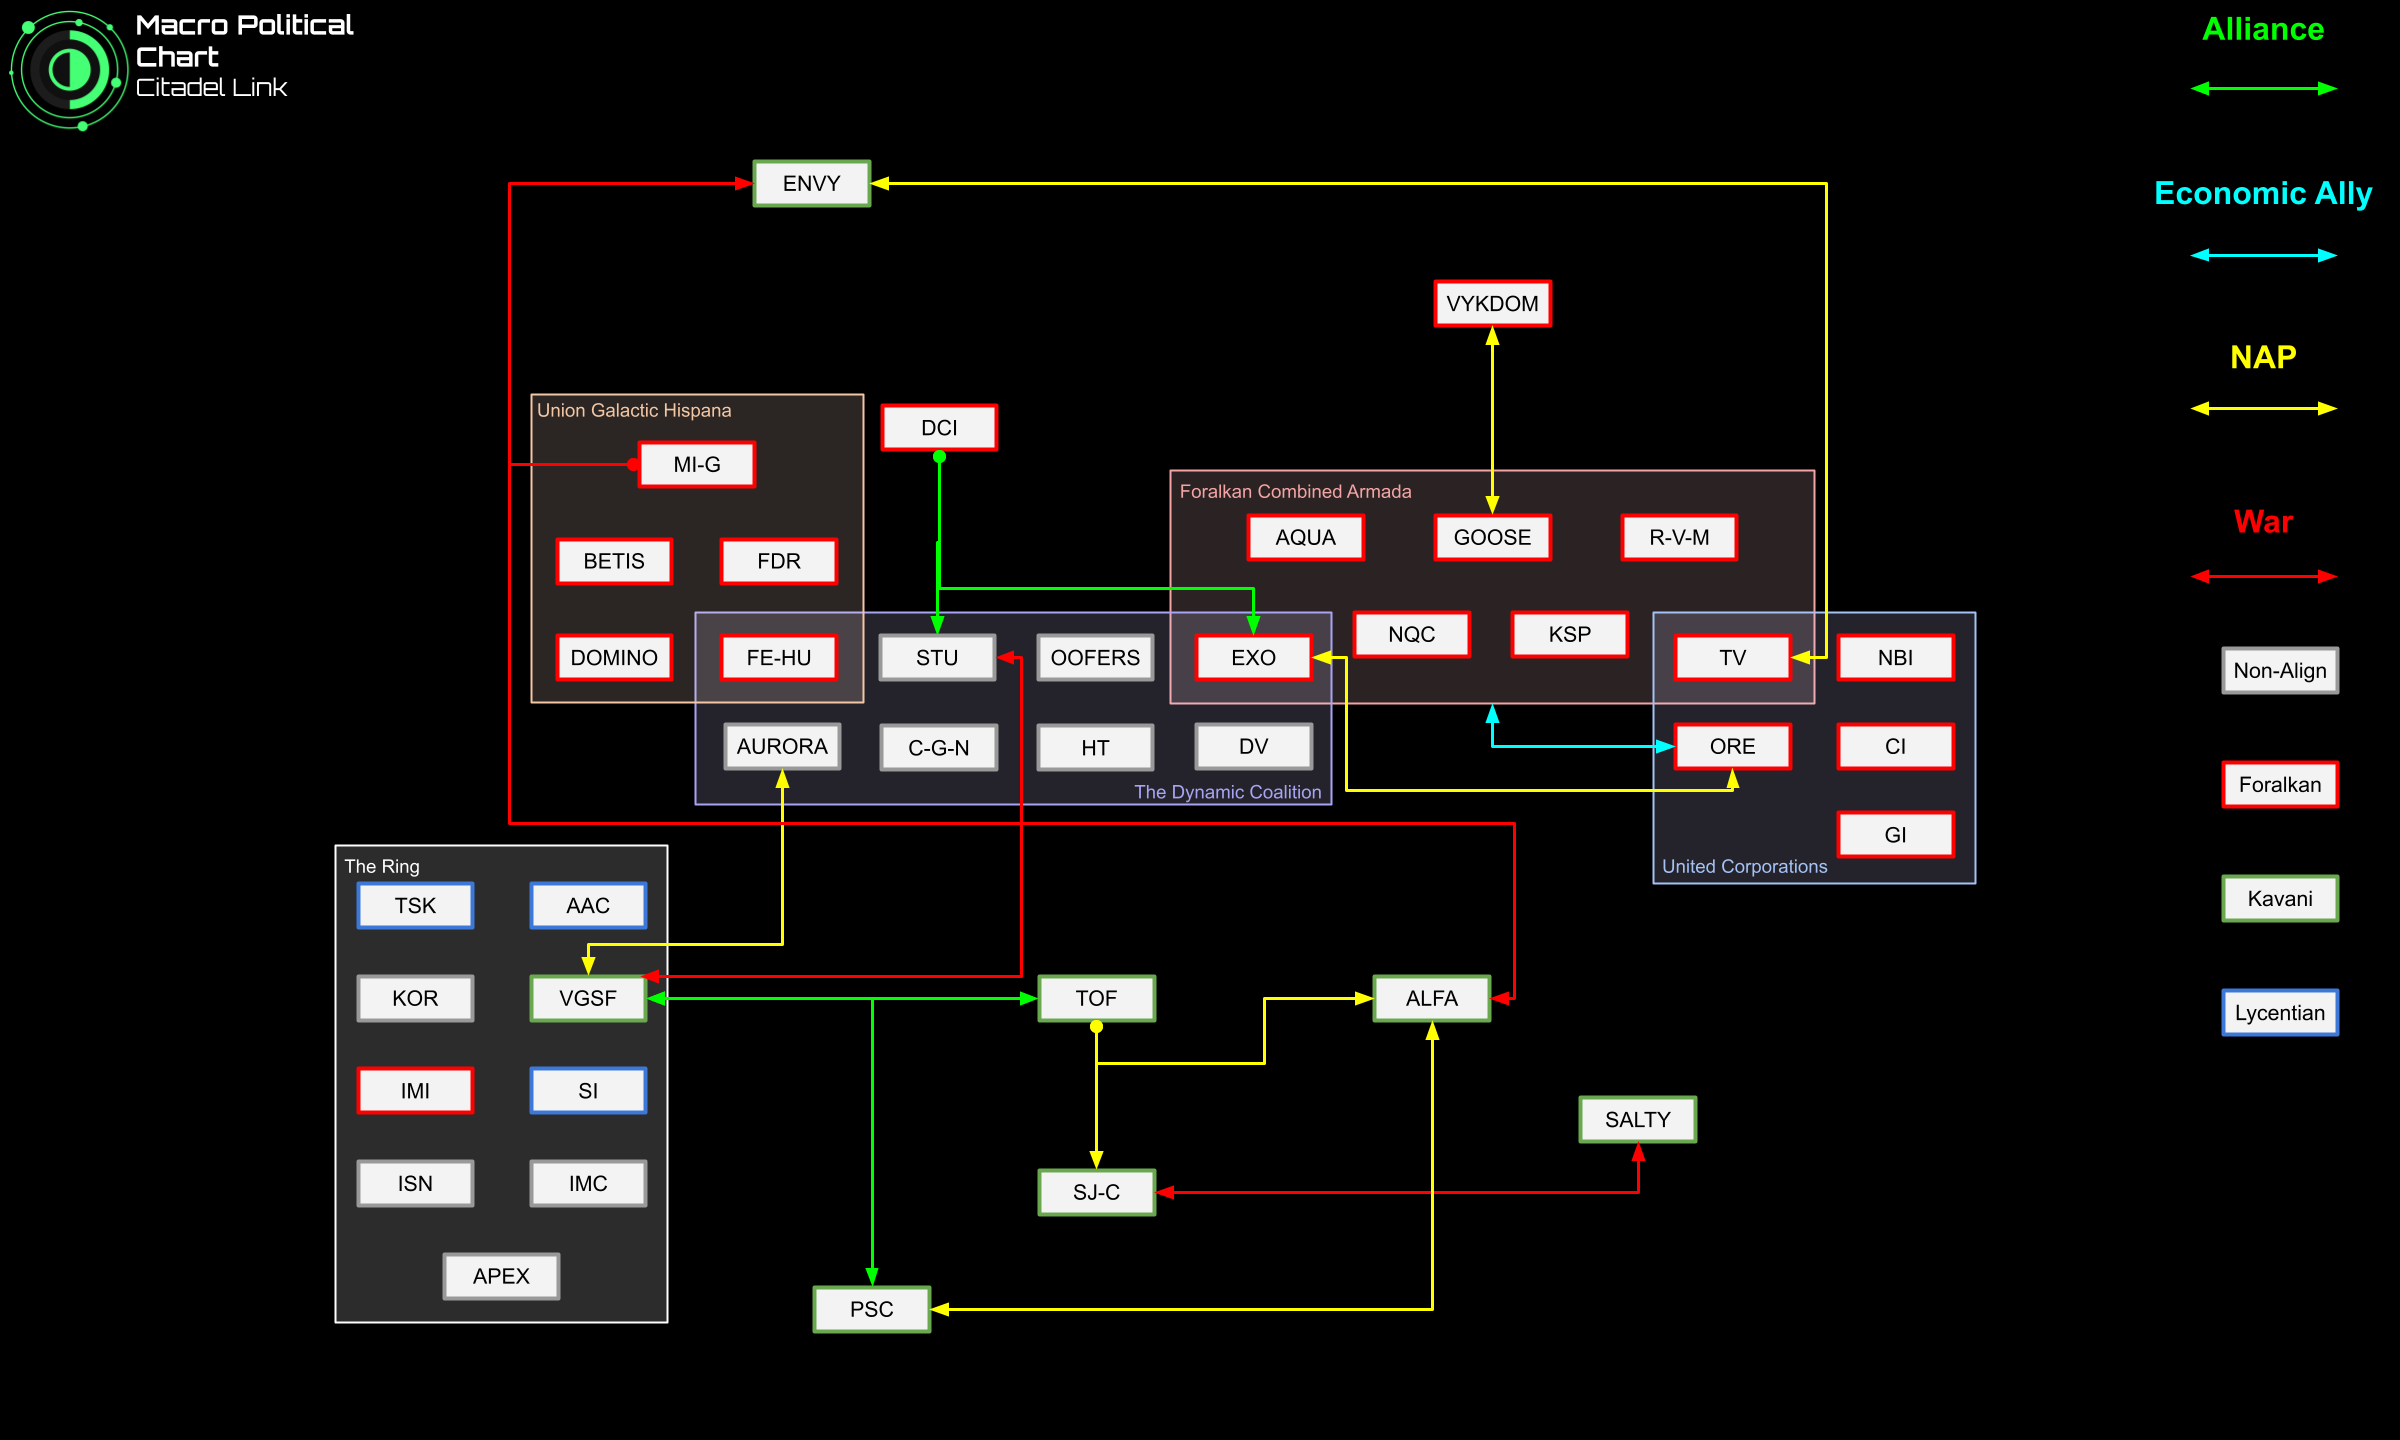 Macro Political
Chart
Citadel Link
Alliance
Economic Ally
NAP
War
Non-Align
Foralkan
Kavani
Lycentian
ENVY
VYKDOM
Union Galactic Hispana
MI-G
BETIS
FDR
DOMINO
FE-HU
DCI
Foralkan Combined Armada
AQUA
GOOSE
R-V-M
NQC
KSP
STU
OOFERS
EXO
TV
NBI
AURORA
C-G-N
HT
DV
The Dynamic Coalition
ORE
CI
GI
United Corporations
The Ring
TSK
AAC
KOR
VGSF
IMI
SI
ISN
IMC
APEX
TOF
ALFA
SALTY
SJ-C
PSC